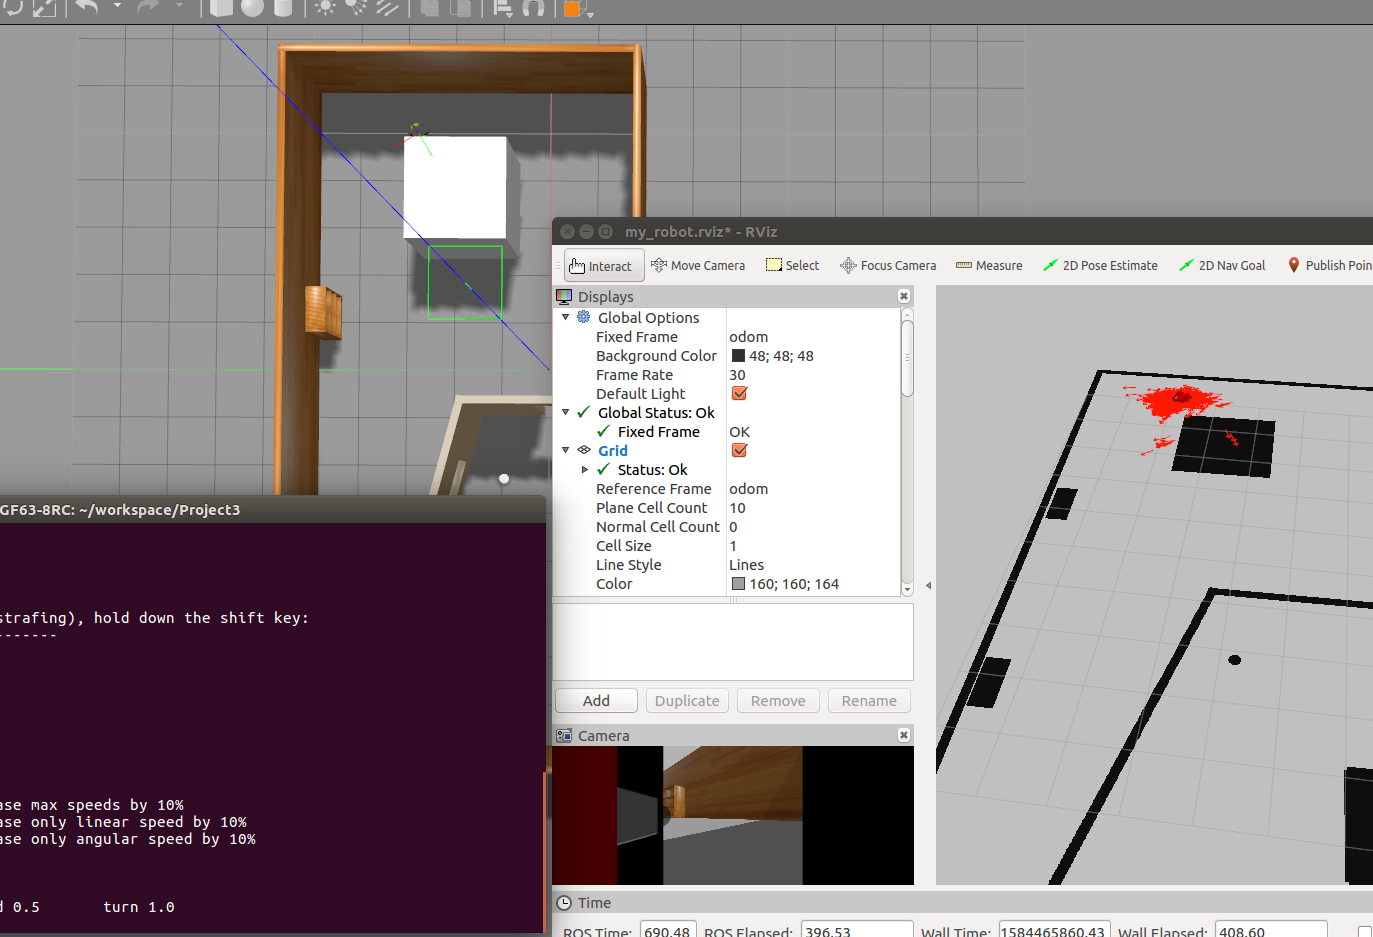 my_robot.rviz* - RViz
Interact Move Camera Select Focus Camera Measure 2D Pose Estimate 2D Nav Goal Publish Poin
Displays
Global Options
Fixed Frame odom
Background Color 48; 48; 48
Frame Rate 30
Default Light
Global Status: Ok
Fixed Frame OK
Grid
Status: Ok
Reference Frame odom
Plane Cell Count 10
Normal Cell Count 0
Cell Size 1
Line Style Lines
Color 160; 160; 164
Add Duplicate Remove Rename
Camera
Time
ROS Time: 690.48 ROS Elapsed: 396.53 Wall Time: 1584465860.43 Wall Elapsed: 408.60
GF63-8RC: ~/workspace/Project3
strafing), hold down the shift key:
-------
ase max speeds by 10%
ase only linear speed by 10%
ase only angular speed by 10%
d 0.5 turn 1.0